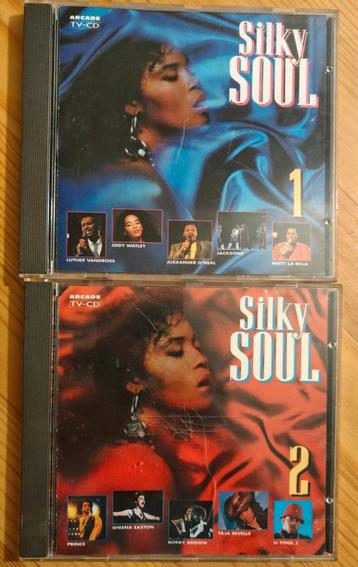 ARCADE
TV-CD
Silky
SOUL
1
LUTHER VANDROSS
JODY WATLEY
ALEXANDER O'NEAL
JACKSONS
PATTY LA BELLE
ARCADE
TV-CD
Silky
SOUL
2
PRINCE
SHEENA EASTON
BOBBY BROWN
TAJA SEVELLE
LL COOL J